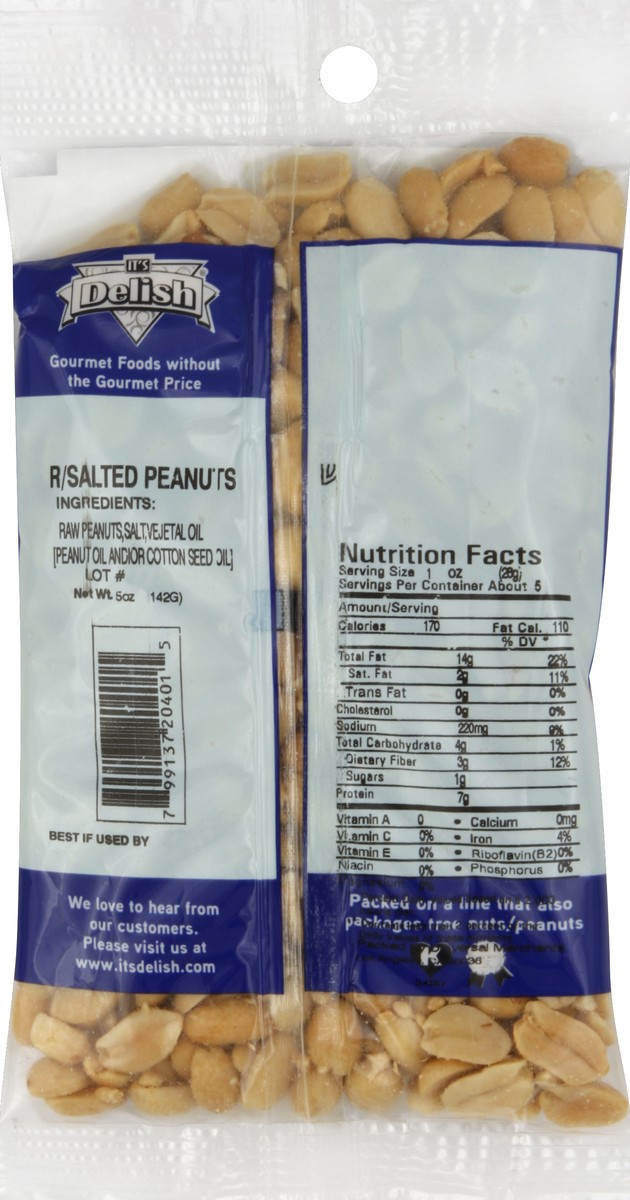 IT'S
Delish
Gourmet Foods without
the Gourmet Price
R/SALTED PEANUTS
INGREDIENTS:
RAW PEANUTS,SALT,VEJETAL OIL
[PEANUT OIL AND\OR COTTON SEED OIL]
LOT #
Net Wt. 5oz 142G)
7 99137 20401 5
BEST IF USED BY
We love to hear from
our customers.
Please visit us at
www.itsdelish.com
Nutrition Facts
Serving Size 1 oz (28g)
Servings Per Container About 5
Amount/Serving
Calories 170 Fat Cal. 110
% DV *
Total Fat 14g 22%
Sat. Fat 2g 11%
Trans Fat 0g 0%
Cholesterol 0g 0%
Sodium 220mg 9%
Total Carbohydrate 4g 1%
Dietary Fiber 3g 12%
Sugars 1g
Protein 7g
Vitamin A 0 • Calcium 0mg
Vitamin C 0% • Iron 4%
Vitamin E 0% • Riboflavin(B2) 0%
Niacin 0% • Phosphorus 0%
Packed on a line that also
packages tree nuts/peanuts
K